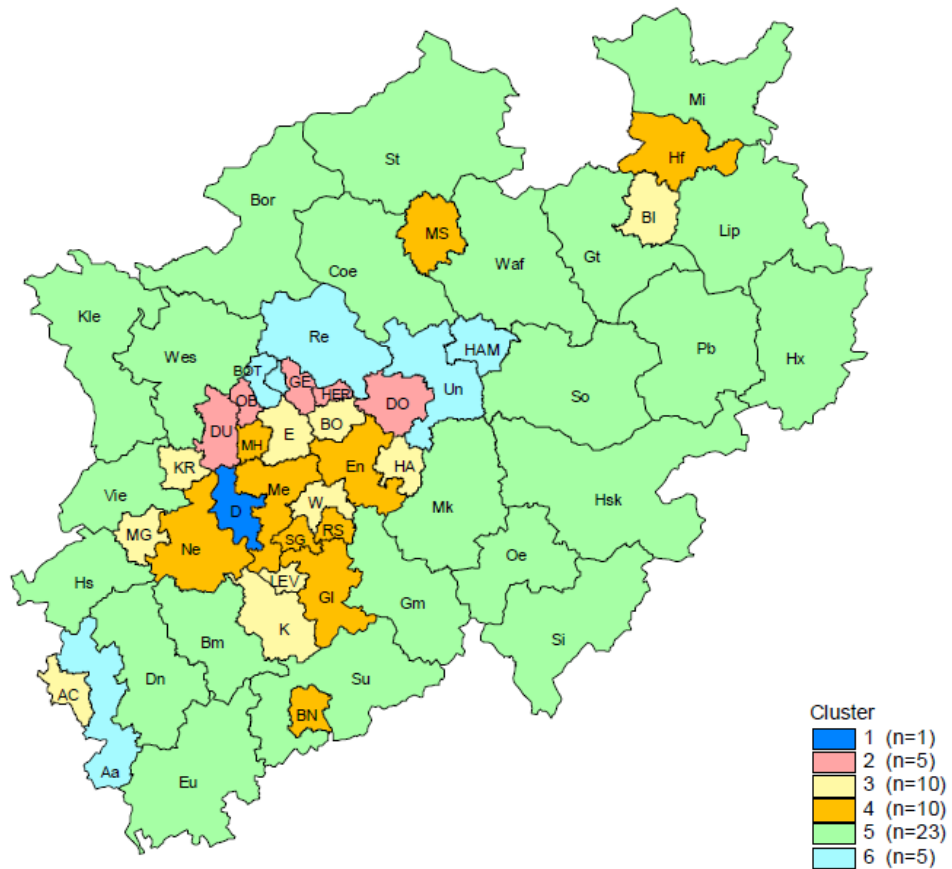 Mi
Hf
St
Bor
BI
Lip
MS
Gt
Waf
Coe
Kle
Re
HAM
Pb
Hx
Wes
BOT
GE
Un
So
OB
HER
DO
DU
BO
MH
E
En
KR
HA
Me
Vie
W
Mk
Hsk
D
MG
RS
SG
Ne
Oe
Hs
LEV
Gl
Gm
K
Si
Bm
Dn
Su
AC
BN
Aa
Eu
Cluster
1 (n=1)
2 (n=5)
3 (n=10)
4 (n=10)
5 (n=23)
6 (n=5)